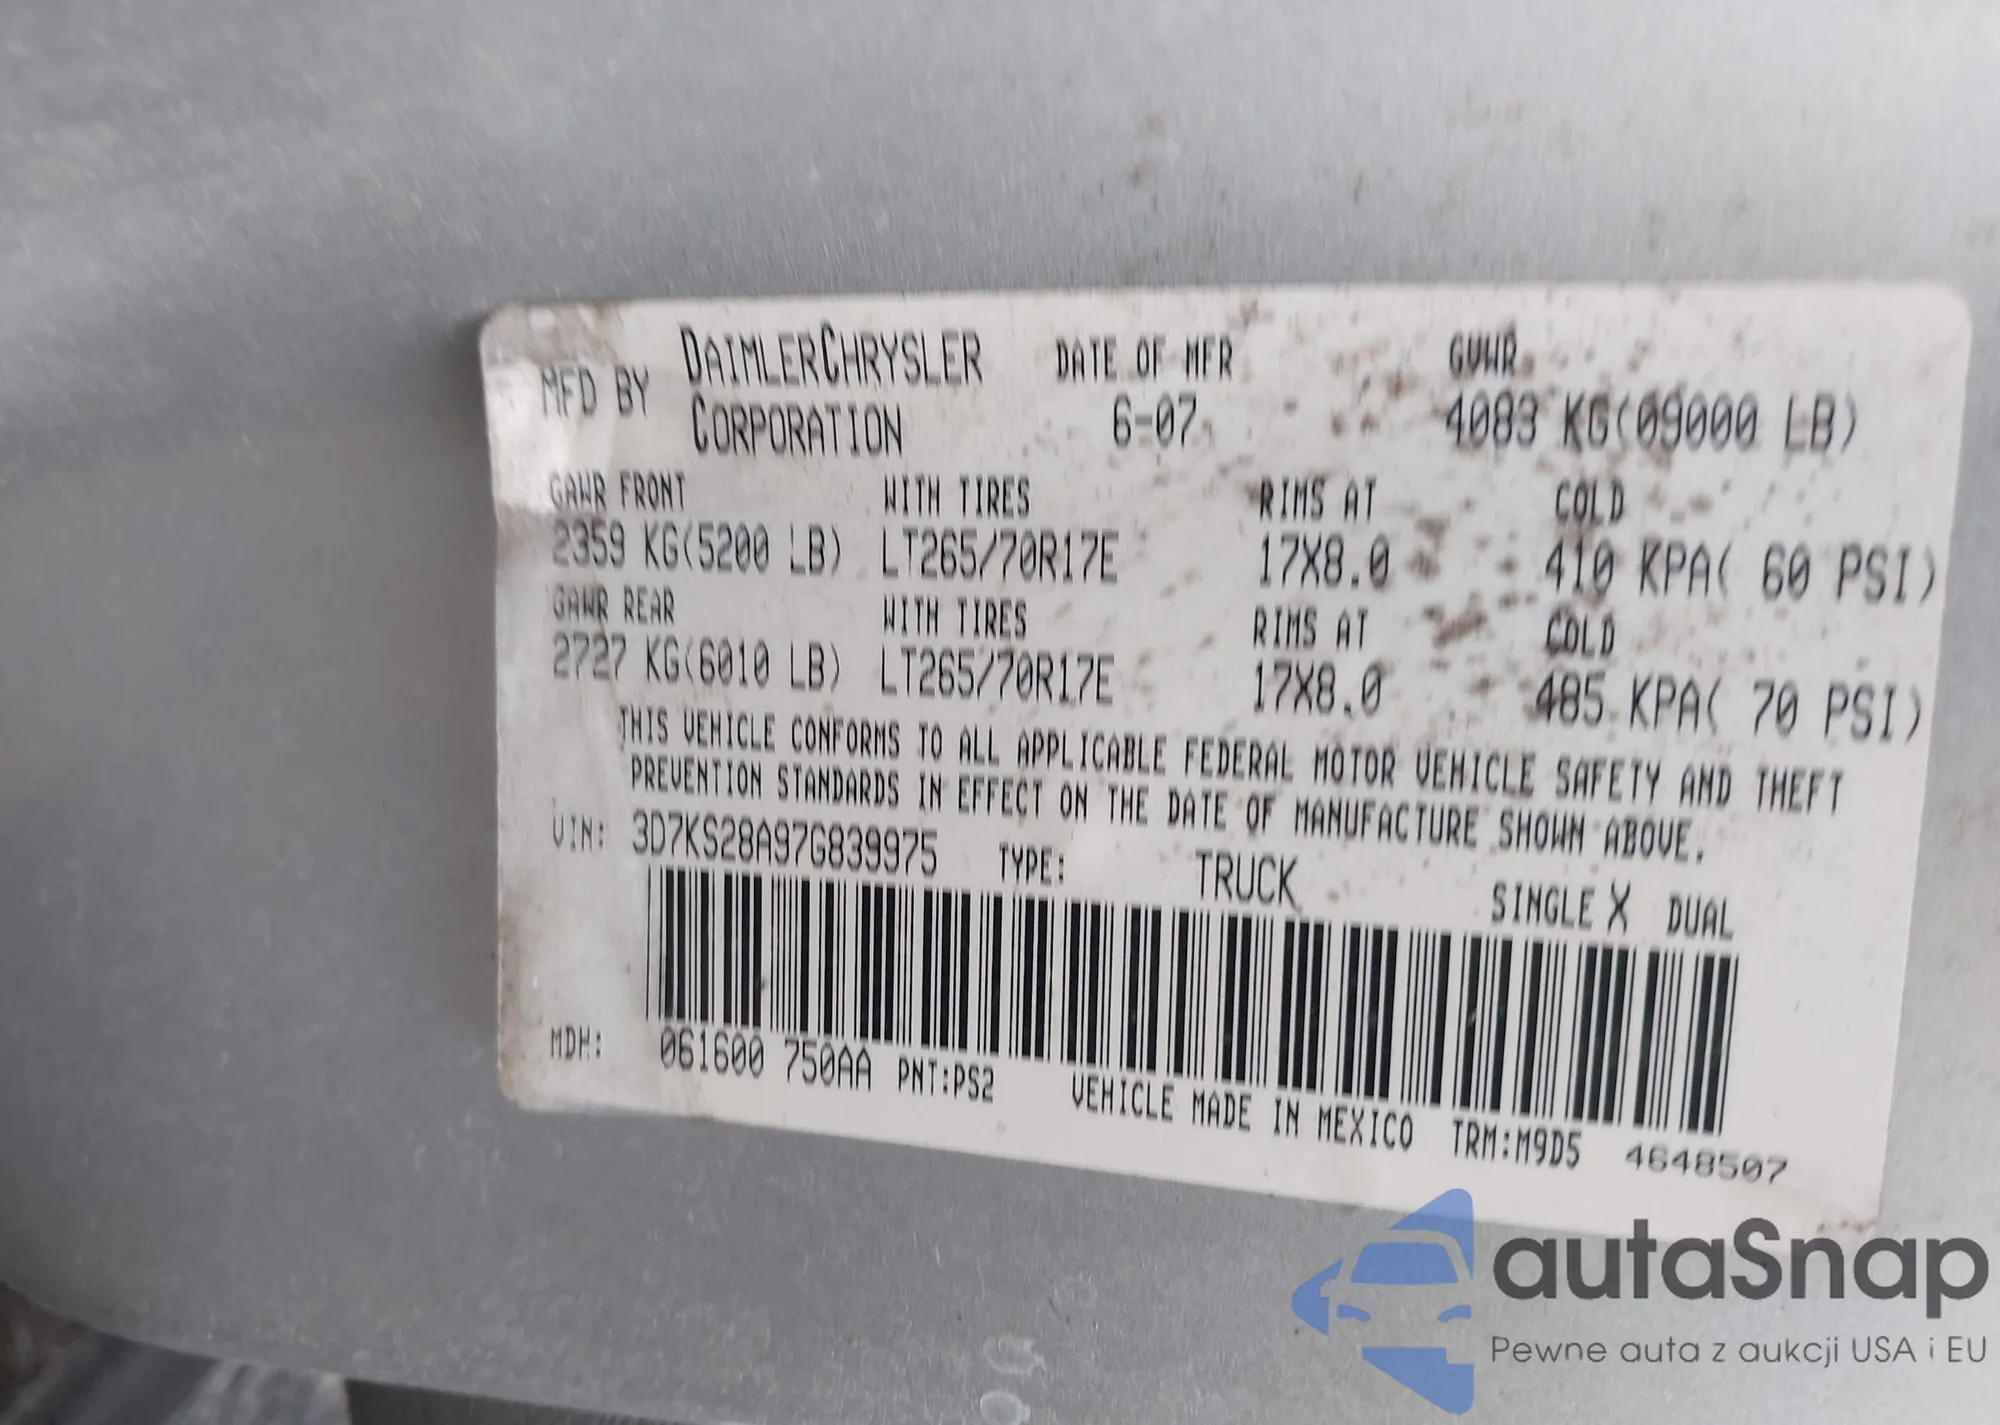 MFD BY DAIMLERCHRYSLER CORPORATION DATE OF MFR 6-07 GVWR 4083 KG(09000 LB)
GAWR FRONT WITH TIRES RIMS AT COLD
2359 KG(5200 LB) LT265/70R17E 17X8.0 410 KPA( 60 PSI)
GAWR REAR WITH TIRES RIMS AT COLD
2727 KG(6010 LB) LT265/70R17E 17X8.0 485 KPA( 70 PSI)
THIS VEHICLE CONFORMS TO ALL APPLICABLE FEDERAL MOTOR VEHICLE SAFETY AND THEFT
PREVENTION STANDARDS IN EFFECT ON THE DATE OF MANUFACTURE SHOWN ABOVE.
VIN: 3D7KS28A97G839975 TYPE: TRUCK SINGLE X DUAL
MDH: 061600 750AA PNT:PS2 VEHICLE MADE IN MEXICO TRM:M9D5 4648507
autaSnap
Pewne auta z aukcji USA i EU